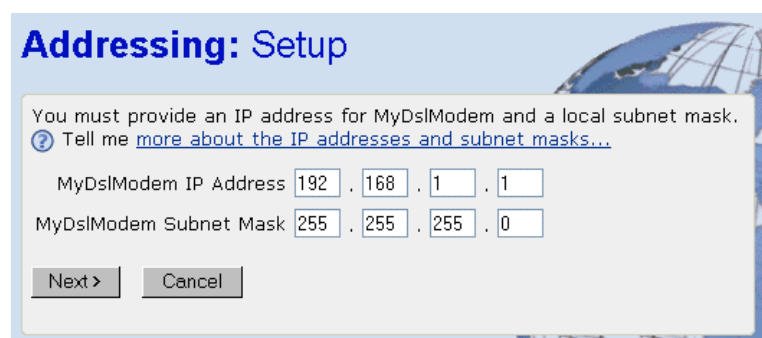 Addressing: Setup
You must provide an IP address for MyDslModem and a local subnet mask.
? Tell me more about the IP addresses and subnet masks...
MyDslModem IP Address 192 . 168 . 1 . 1
MyDslModem Subnet Mask 255 . 255 . 255 . 0
Next > Cancel